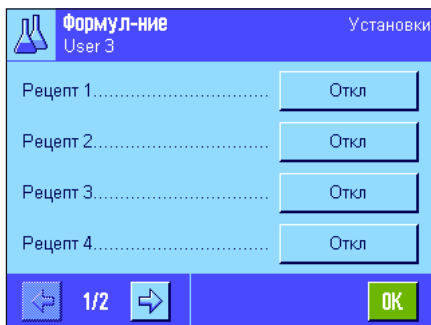 Формул-ние Установки
User 3
Рецепт 1.............................. Откл
Рецепт 2.............................. Откл
Рецепт 3.............................. Откл
Рецепт 4.............................. Откл
1/2 OK